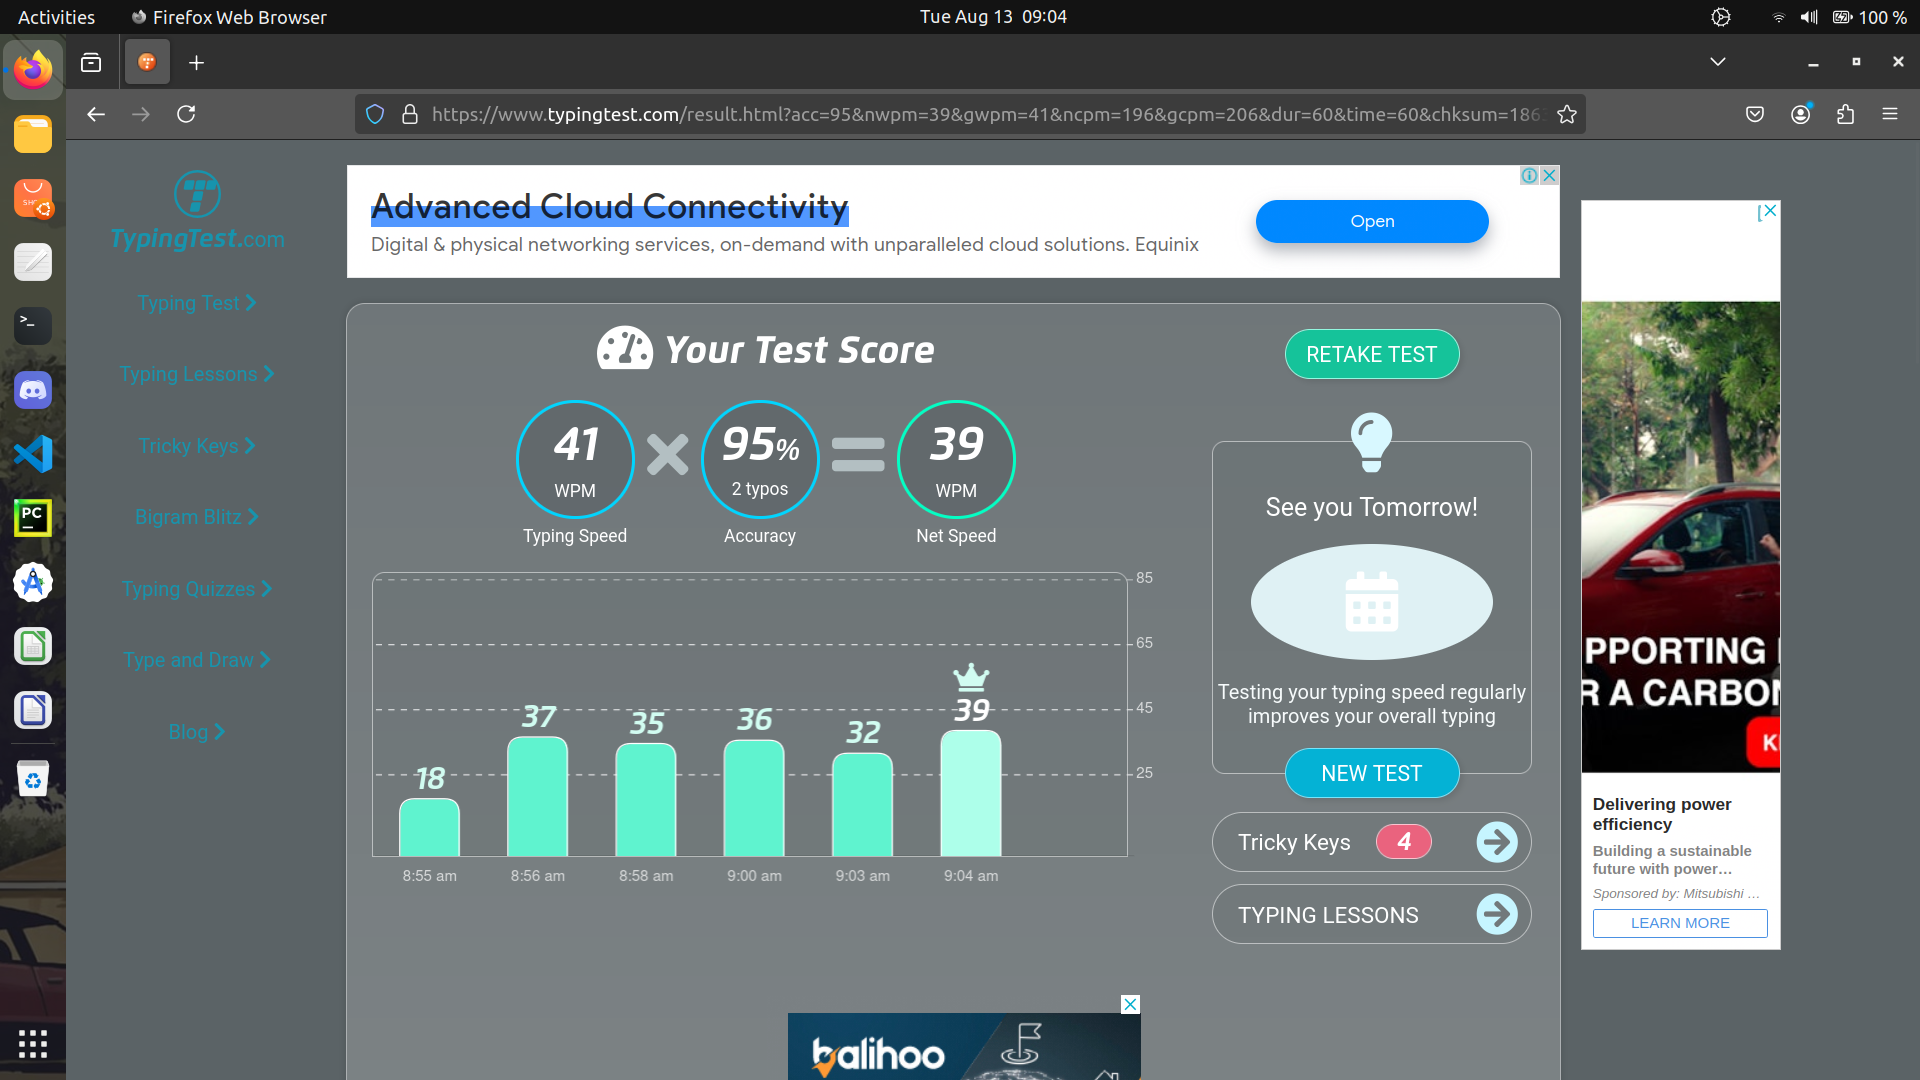 Activities
Firefox Web Browser
Tue Aug 13 09:04
100 %
https://www.typingtest.com/result.html?acc=95&nwpm=39&gwpm=41&ncpm=196&gcpm=206&dur=60&time=60&chksum=186
TypingTest.com
Typing Test
Typing Lessons
Tricky Keys
Bigram Blitz
Typing Quizzes
Type and Draw
Blog
Advanced Cloud Connectivity
Digital & physical networking services, on-demand with unparalleled cloud solutions. Equinix
Open
Your Test Score
41
WPM
Typing Speed
95%
2 typos
Accuracy
39
WPM
Net Speed
85
65
45
25
18
37
35
36
32
39
8:55 am
8:56 am
8:58 am
9:00 am
9:03 am
9:04 am
RETAKE TEST
See you Tomorrow!
Testing your typing speed regularly
improves your overall typing
NEW TEST
Tricky Keys 4
TYPING LESSONS
PPORTING
R A CARBON
K
Delivering power
efficiency
Building a sustainable
future with power…
Sponsored by: Mitsubishi …
LEARN MORE
balihoo
SHOP
PC